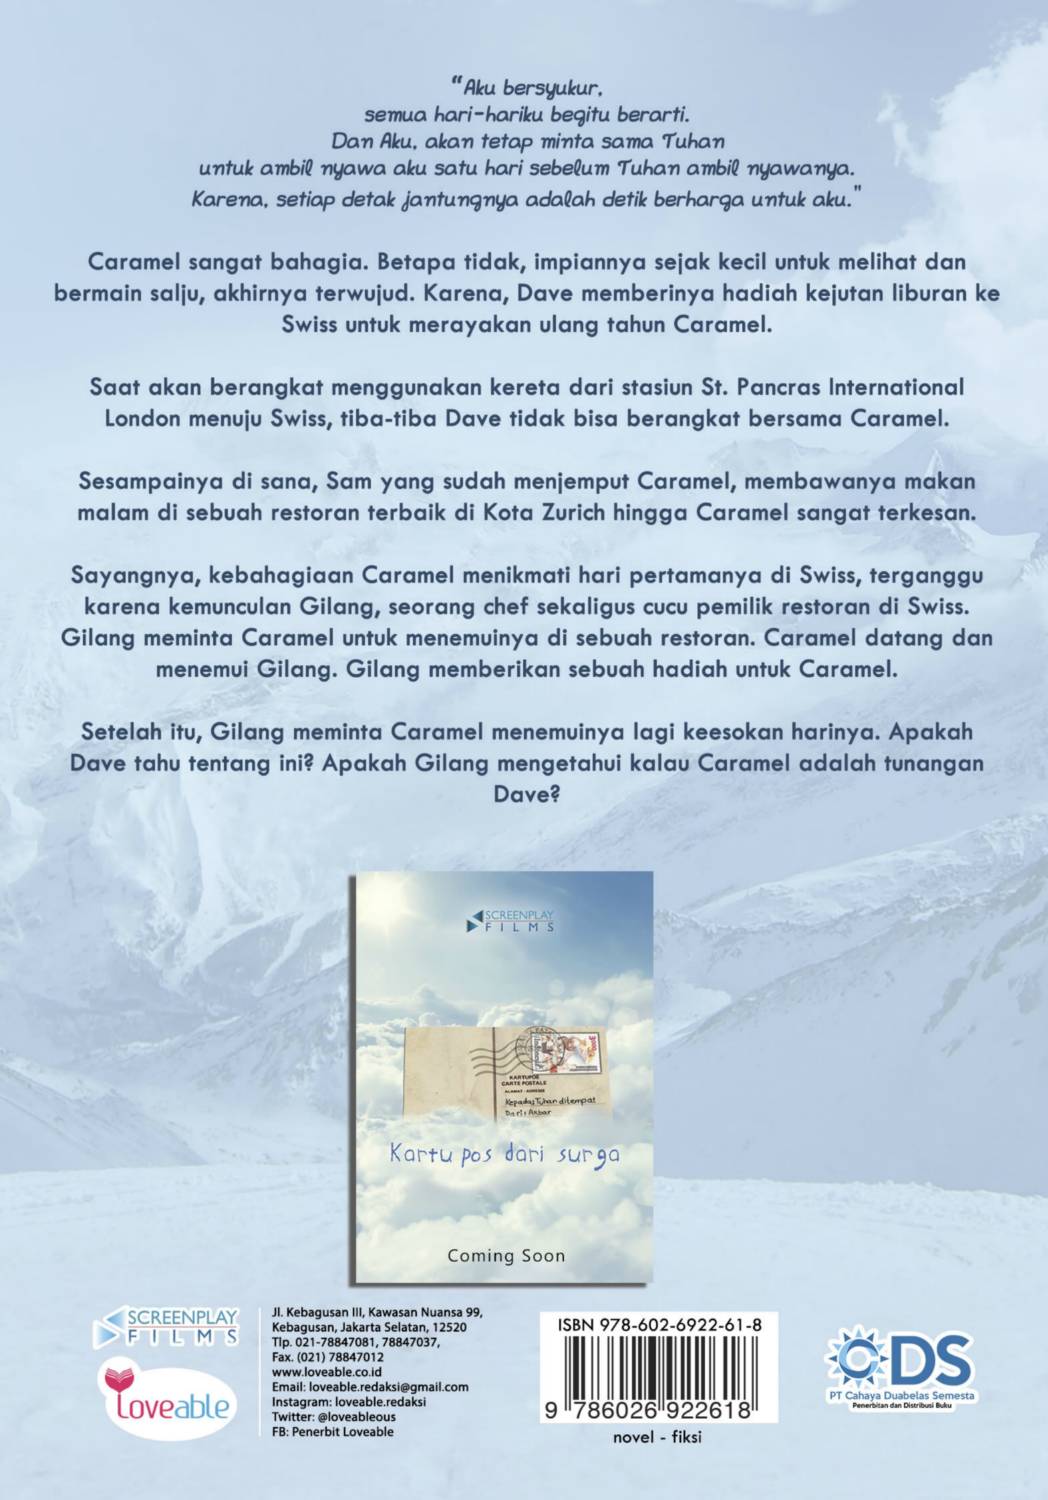 “Aku bersyukur,
semua hari-hariku begitu berarti.
Dan Aku, akan tetap minta sama Tuhan
untuk ambil nyawa aku satu hari sebelum Tuhan ambil nyawanya.
Karena, setiap detak jantungnya adalah detik berharga untuk aku."
Caramel sangat bahagia. Betapa tidak, impiannya sejak kecil untuk melihat dan
bermain salju, akhirnya terwujud. Karena, Dave memberinya hadiah kejutan liburan ke
Swiss untuk merayakan ulang tahun Caramel.
Saat akan berangkat menggunakan kereta dari stasiun St. Pancras International
London menuju Swiss, tiba-tiba Dave tidak bisa berangkat bersama Caramel.
Sesampainya di sana, Sam yang sudah menjemput Caramel, membawanya makan
malam di sebuah restoran terbaik di Kota Zurich hingga Caramel sangat terkesan.
Sayangnya, kebahagiaan Caramel menikmati hari pertamanya di Swiss, terganggu
karena kemunculan Gilang, seorang chef sekaligus cucu pemilik restoran di Swiss.
Gilang meminta Caramel untuk menemuinya di sebuah restoran. Caramel datang dan
menemui Gilang. Gilang memberikan sebuah hadiah untuk Caramel.
Setelah itu, Gilang meminta Caramel menemuinya lagi keesokan harinya. Apakah
Dave tahu tentang ini? Apakah Gilang mengetahui kalau Caramel adalah tunangan
Dave?
SCREENPLAY
FILMS
KARTUPOS
CARTE POSTALE
ALAMAT - ADRESSE
Kepada: Tuhan ditempat
Dari: Akbar
Kartu pos dari surga
Coming Soon
SCREENPLAY
FILMS
Loveable
Jl. Kebagusan III, Kawasan Nuansa 99,
Kebagusan, Jakarta Selatan, 12520
Tlp. 021-78847081, 78847037,
Fax. (021) 78847012
www.loveable.co.id
Email: loveable.redaksi@gmail.com
Instagram: loveable.redaksi
Twitter: @loveableous
FB: Penerbit Loveable
ISBN 978-602-6922-61-8
9 786026 922618
novel - fiksi
CDS
PT Cahaya Duabelas Semesta
Penerbitan dan Distribusi Buku